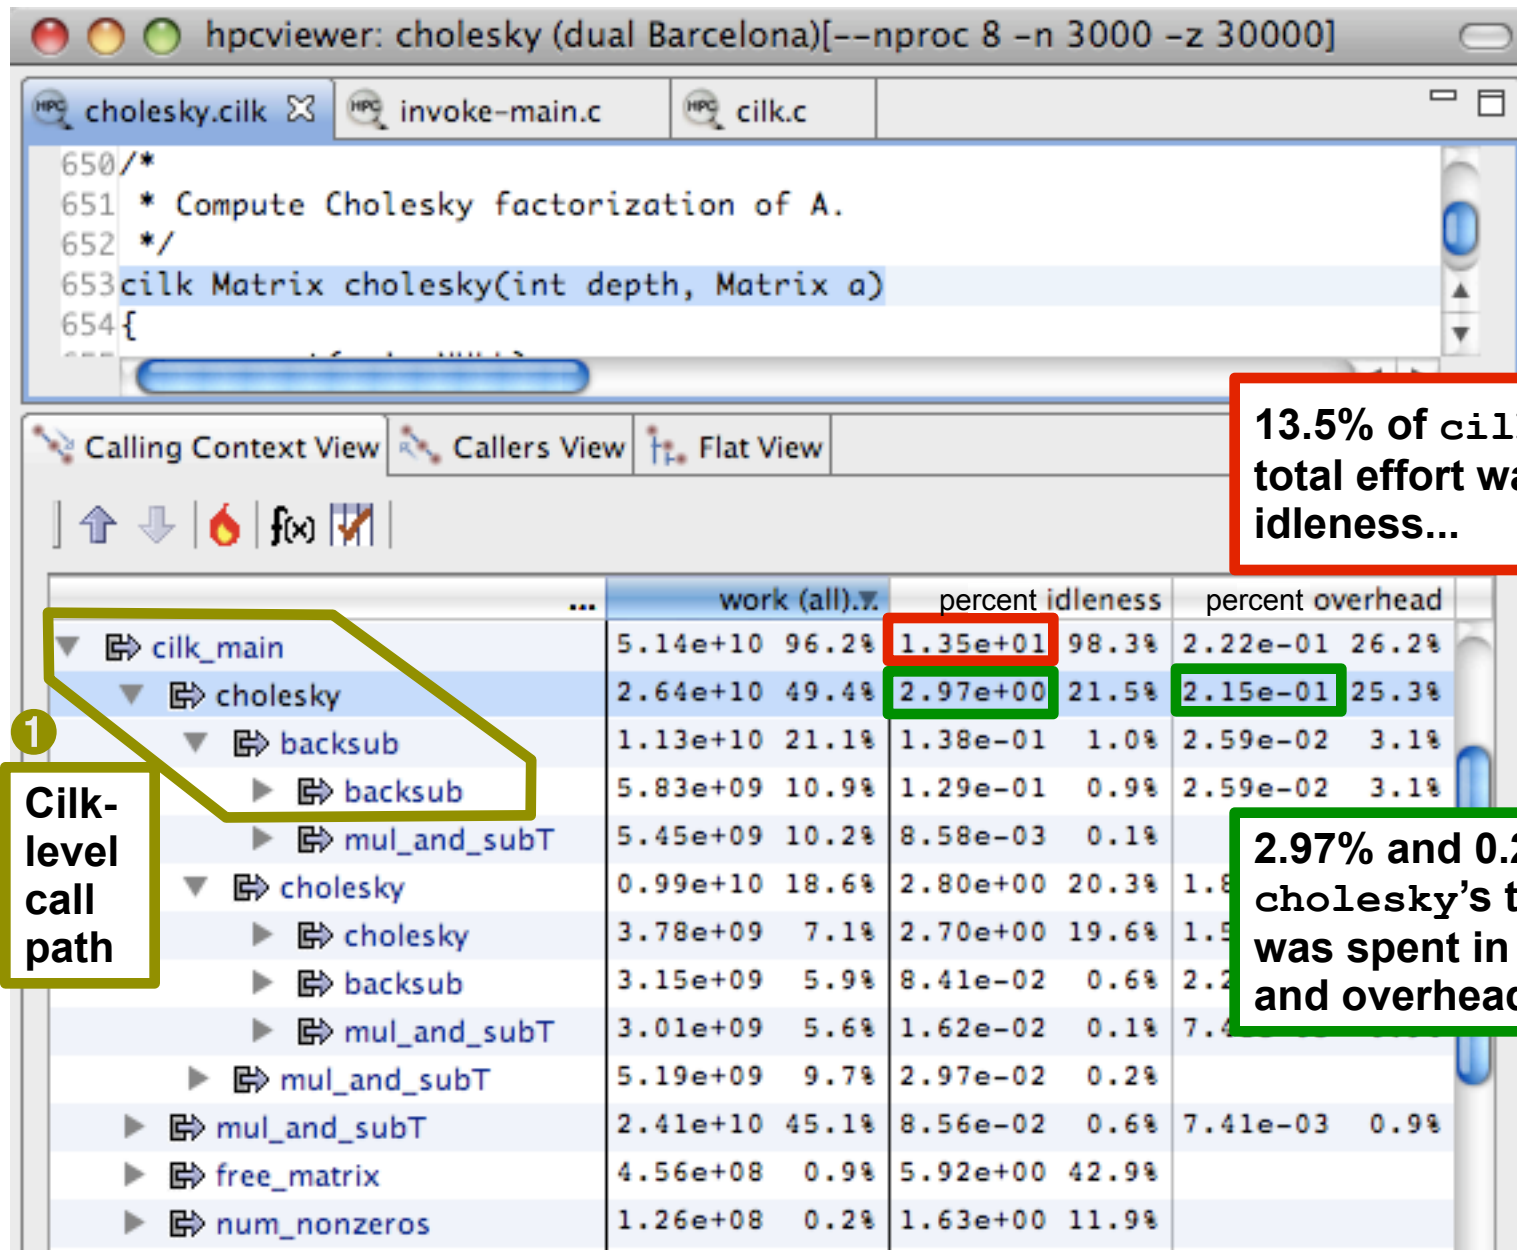 hpcviewer: cholesky (dual Barcelona)[--nproc 8 -n 3000 -z 30000]
cholesky.cilk invoke-main.c cilk.c
650 /*
651 * Compute Cholesky factorization of A.
652 */
653 cilk Matrix cholesky(int depth, Matrix a)
654 {
13.5% of
total effort
idleness...
Calling Context View Callers View Flat View
f(x)
... work (all) percent idleness percent overhead
cilk_main 5.14e+10 96.2% 1.35e+01 98.3% 2.22e-01 26.2%
cholesky 2.64e+10 49.4% 2.97e+00 21.5% 2.15e-01 25.3%
1
backsub 1.13e+10 21.1% 1.38e-01 1.0% 2.59e-02 3.1%
backsub 5.83e+09 10.9% 1.29e-01 0.9% 2.59e-02 3.1%
mul_and_subT 5.45e+09 10.2% 8.58e-03 0.1%
cholesky 0.99e+10 18.6% 2.80e+00 20.3%
cholesky 3.78e+09 7.1% 2.70e+00 19.6%
backsub 3.15e+09 5.9% 8.41e-02 0.6%
mul_and_subT 3.01e+09 5.6% 1.62e-02 0.1%
mul_and_subT 5.19e+09 9.7% 2.97e-02 0.2%
mul_and_subT 2.41e+10 45.1% 8.56e-02 0.6% 7.41e-03 0.9%
free_matrix 4.56e+08 0.9% 5.92e+00 42.9%
num_nonzeros 1.26e+08 0.2% 1.63e+00 11.9%
Cilk-
level
call
path
2.97% and
cholesky's
was spent in
and